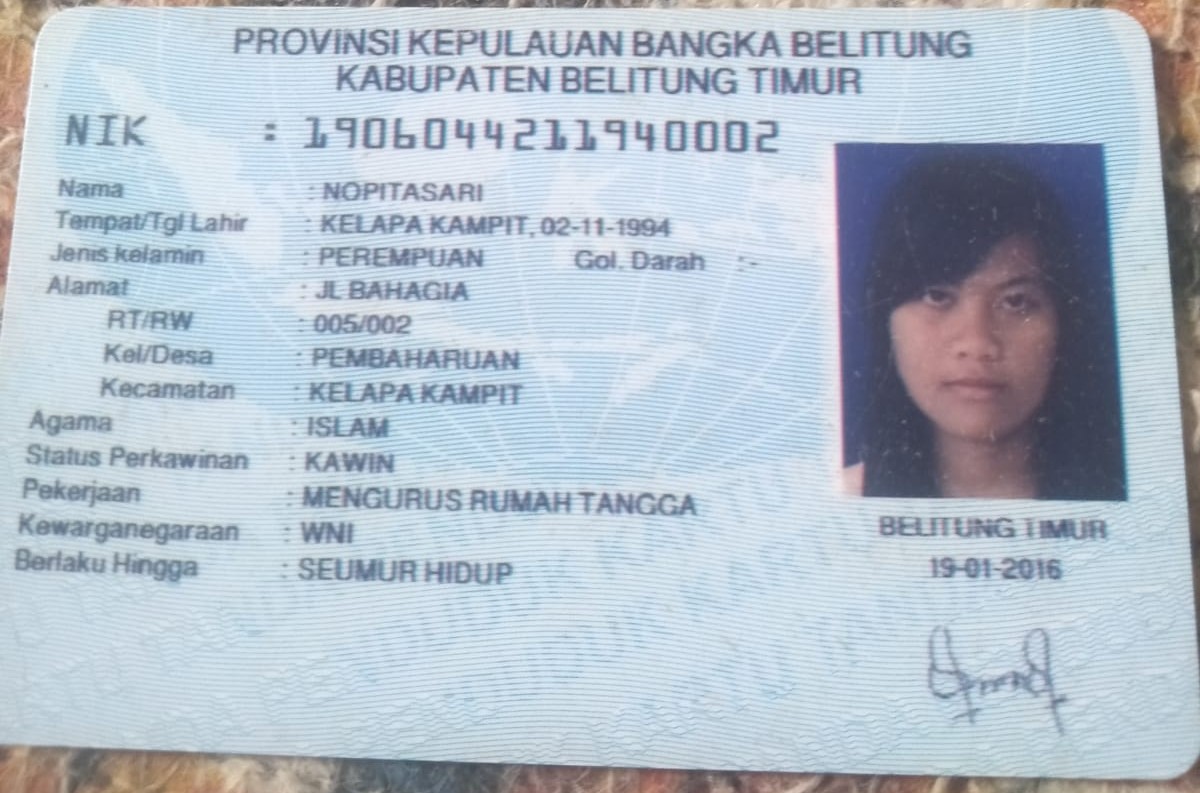 PROVINSI KEPULAUAN BANGKA BELITUNG
KABUPATEN BELITUNG TIMUR
NIK : 1906044211940002
Nama : NOPITASARI
Tempat/Tgl Lahir : KELAPA KAMPIT, 02-11-1994
Jenis kelamin : PEREMPUAN Gol. Darah : -
Alamat : JL BAHAGIA
RT/RW : 005/002
Kel/Desa : PEMBAHARUAN
Kecamatan : KELAPA KAMPIT
Agama : ISLAM
Status Perkawinan : KAWIN
Pekerjaan : MENGURUS RUMAH TANGGA
Kewarganegaraan : WNI
Berlaku Hingga : SEUMUR HIDUP
BELITUNG TIMUR
19-01-2016